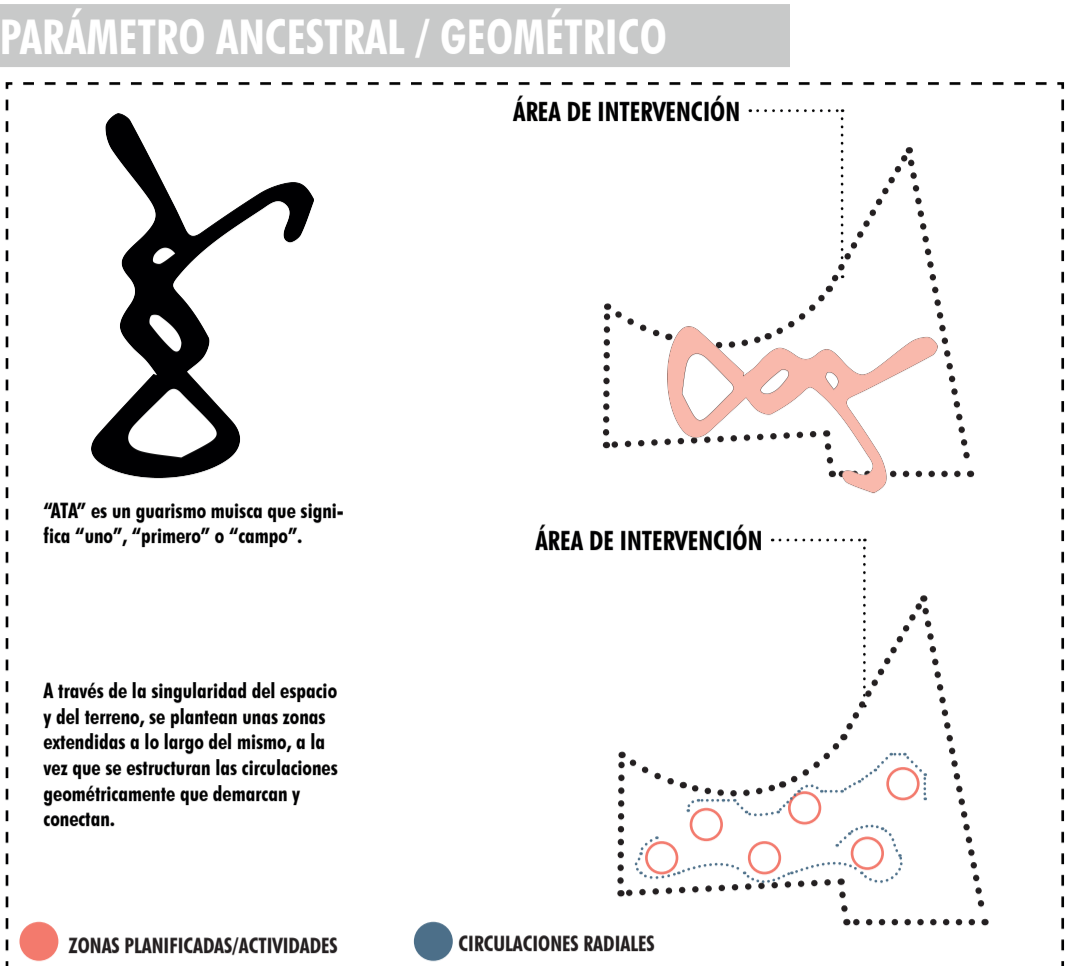 PARÁMETRO ANCESTRAL / GEOMÉTRICO
ÁREA DE INTERVENCIÓN
“ATA” es un guarismo muisca que signi-
fica “uno”, “primero” o “campo”.
ÁREA DE INTERVENCIÓN
A través de la singularidad del espacio
y del terreno, se plantean unas zonas
extendidas a lo largo del mismo, a la
vez que se estructuran las circulaciones
geométricamente que demarcan y
conectan.
ZONAS PLANIFICADAS/ACTIVIDADES
CIRCULACIONES RADIALES